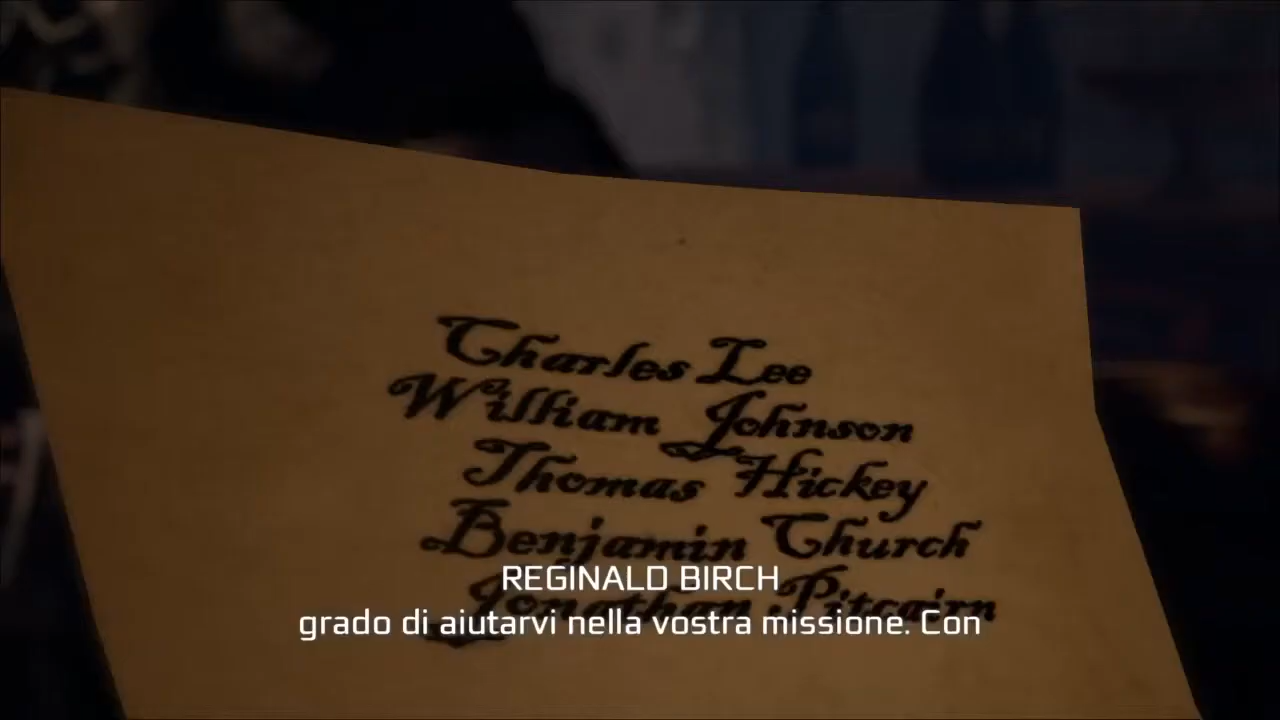 Charles Lee
William Johnson
Thomas Hickey
Benjamin Church
Jonathan Pitcairn
REGINALD BIRCH
grado di aiutarvi nella vostra missione. Con